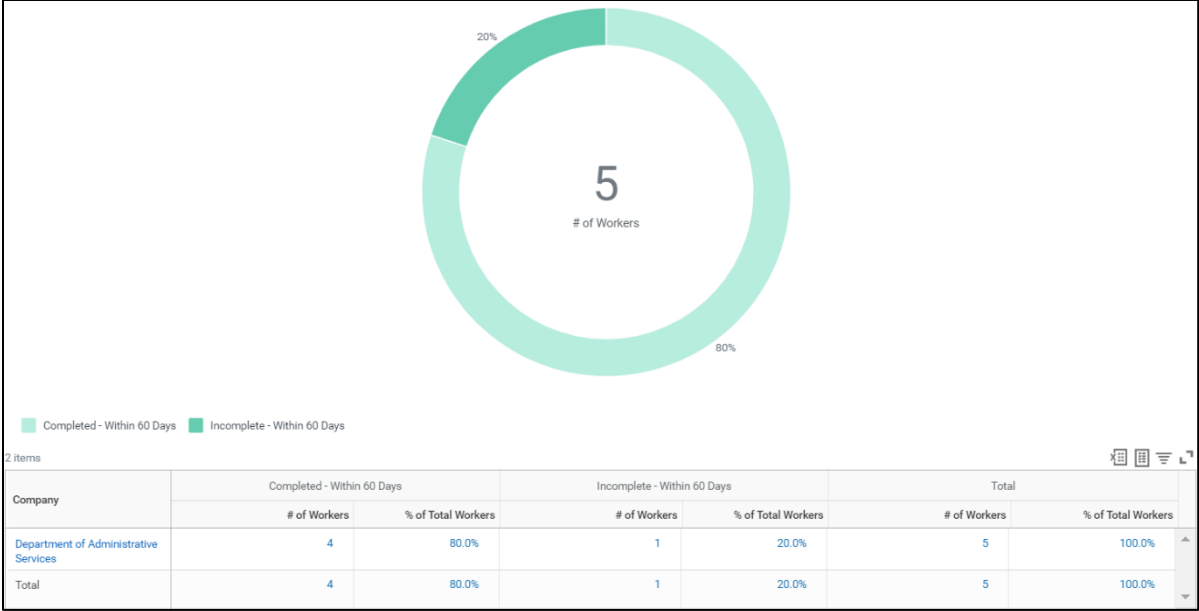 20%
5
# of Workers
80%
Completed - Within 60 Days Incomplete - Within 60 Days
2 items
Company Completed - Within 60 Days Incomplete - Within 60 Days Total
# of Workers % of Total Workers # of Workers % of Total Workers # of Workers % of Total Workers
Department of Administrative
Services 4 80.0% 1 20.0% 5 100.0%
Total 4 80.0% 1 20.0% 5 100.0%